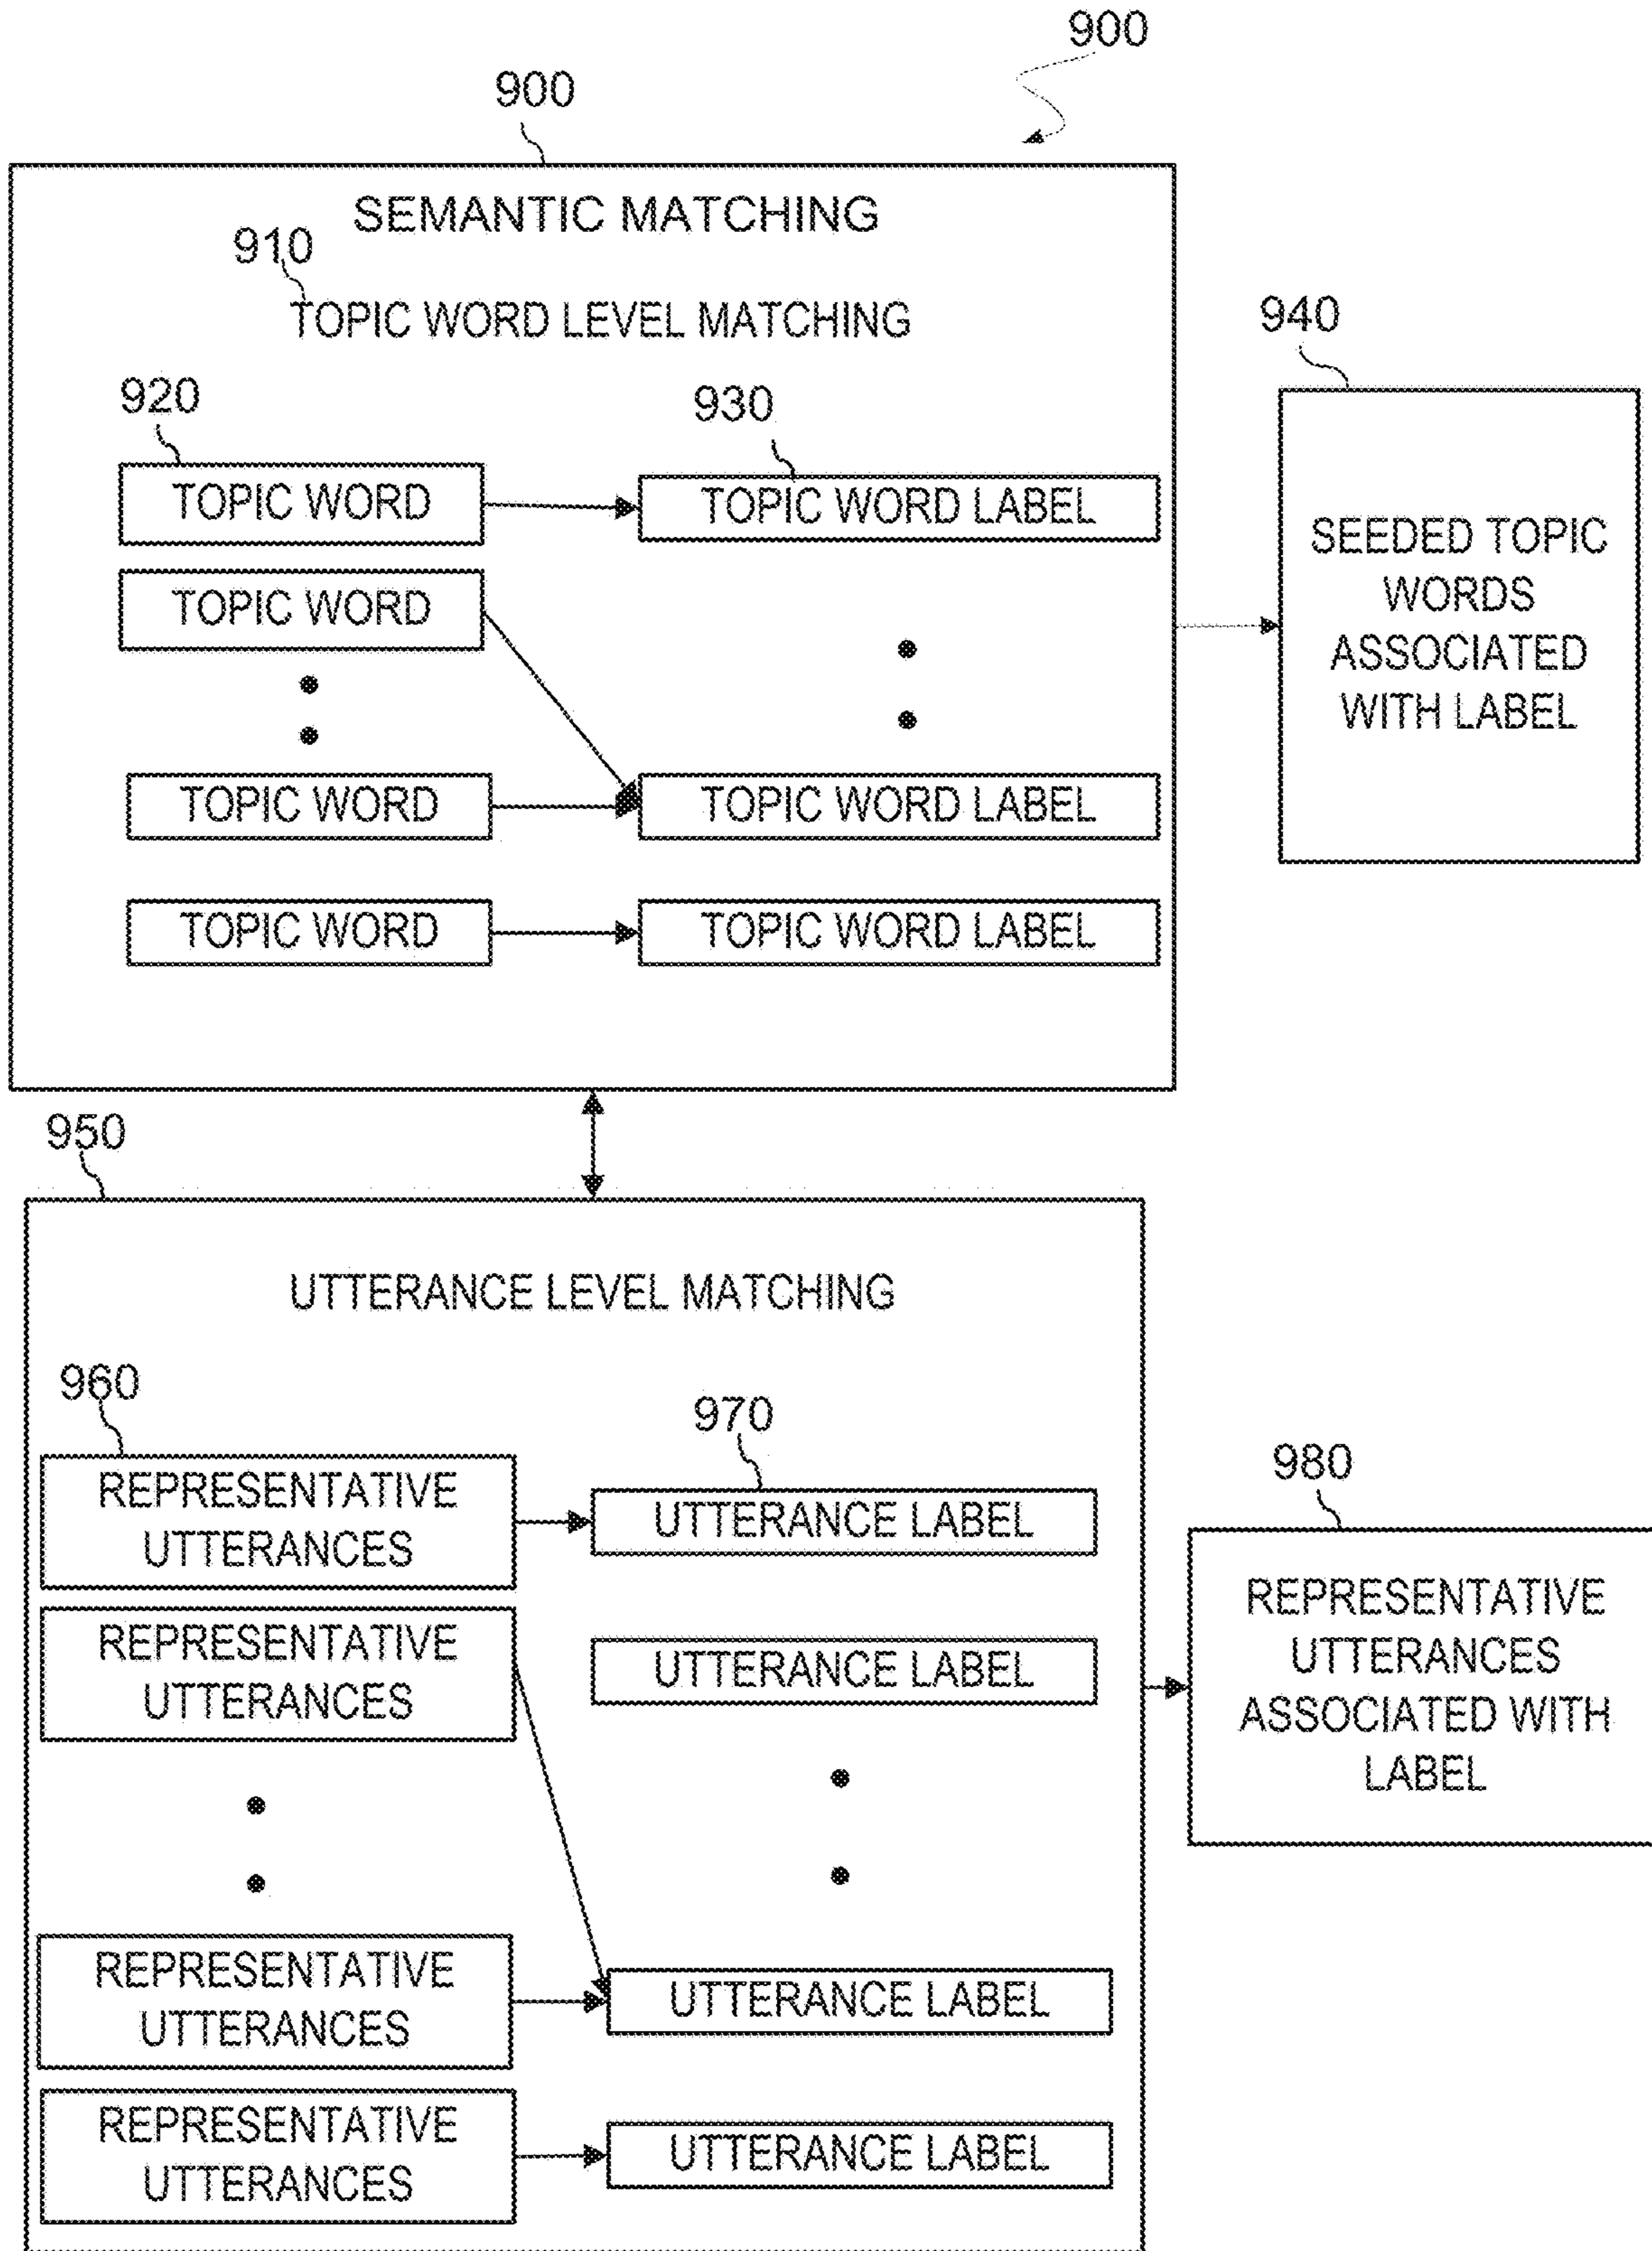 900
900
SEMANTIC MATCHING
910
TOPIC WORD LEVEL MATCHING
920
930
TOPIC WORD
TOPIC WORD LABEL
TOPIC WORD
TOPIC WORD
TOPIC WORD LABEL
TOPIC WORD
TOPIC WORD LABEL
940
SEEDED TOPIC
WORDS
ASSOCIATED
WITH LABEL
950
UTTERANCE LEVEL MATCHING
960
970
REPRESENTATIVE
UTTERANCES
UTTERANCE LABEL
REPRESENTATIVE
UTTERANCES
UTTERANCE LABEL
REPRESENTATIVE
UTTERANCES
UTTERANCE LABEL
REPRESENTATIVE
UTTERANCES
UTTERANCE LABEL
980
REPRESENTATIVE
UTTERANCES
ASSOCIATED WITH
LABEL